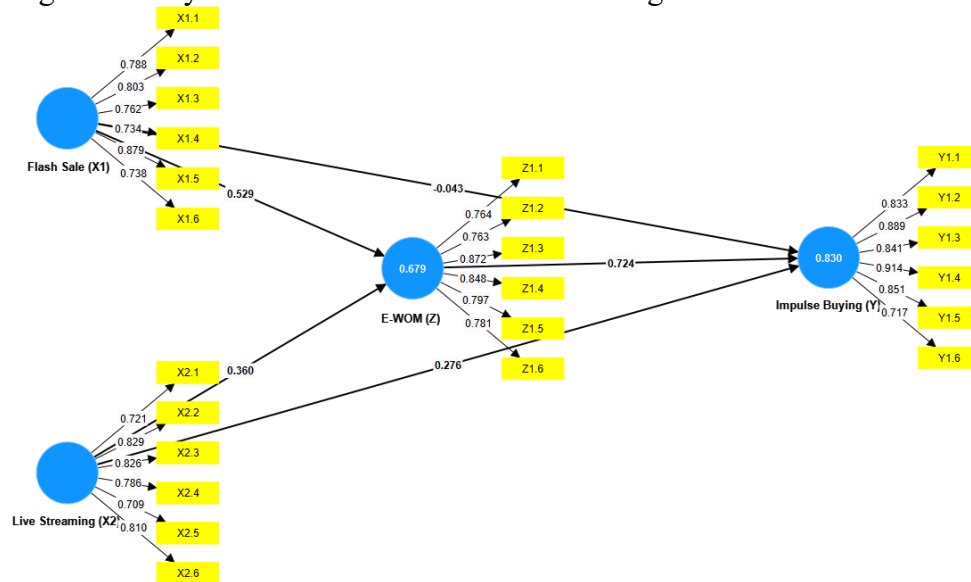 X1.1
X1.2
X1.3
X1.4
X1.5
X1.6
0.788
0.803
0.762
0.734
0.879
0.738
Flash Sale (X1)
0.529
-0.043
Z1.1
Z1.2
Z1.3
Z1.4
Z1.5
Z1.6
0.764
0.763
0.872
0.848
0.797
0.781
0.679
E-WOM (Z)
0.724
Y1.1
Y1.2
Y1.3
Y1.4
Y1.5
Y1.6
0.833
0.889
0.841
0.914
0.851
0.717
0.830
Impulse Buying (Y)
0.360
0.276
X2.1
X2.2
X2.3
X2.4
X2.5
X2.6
0.721
0.829
0.826
0.786
0.709
0.810
Live Streaming (X2)